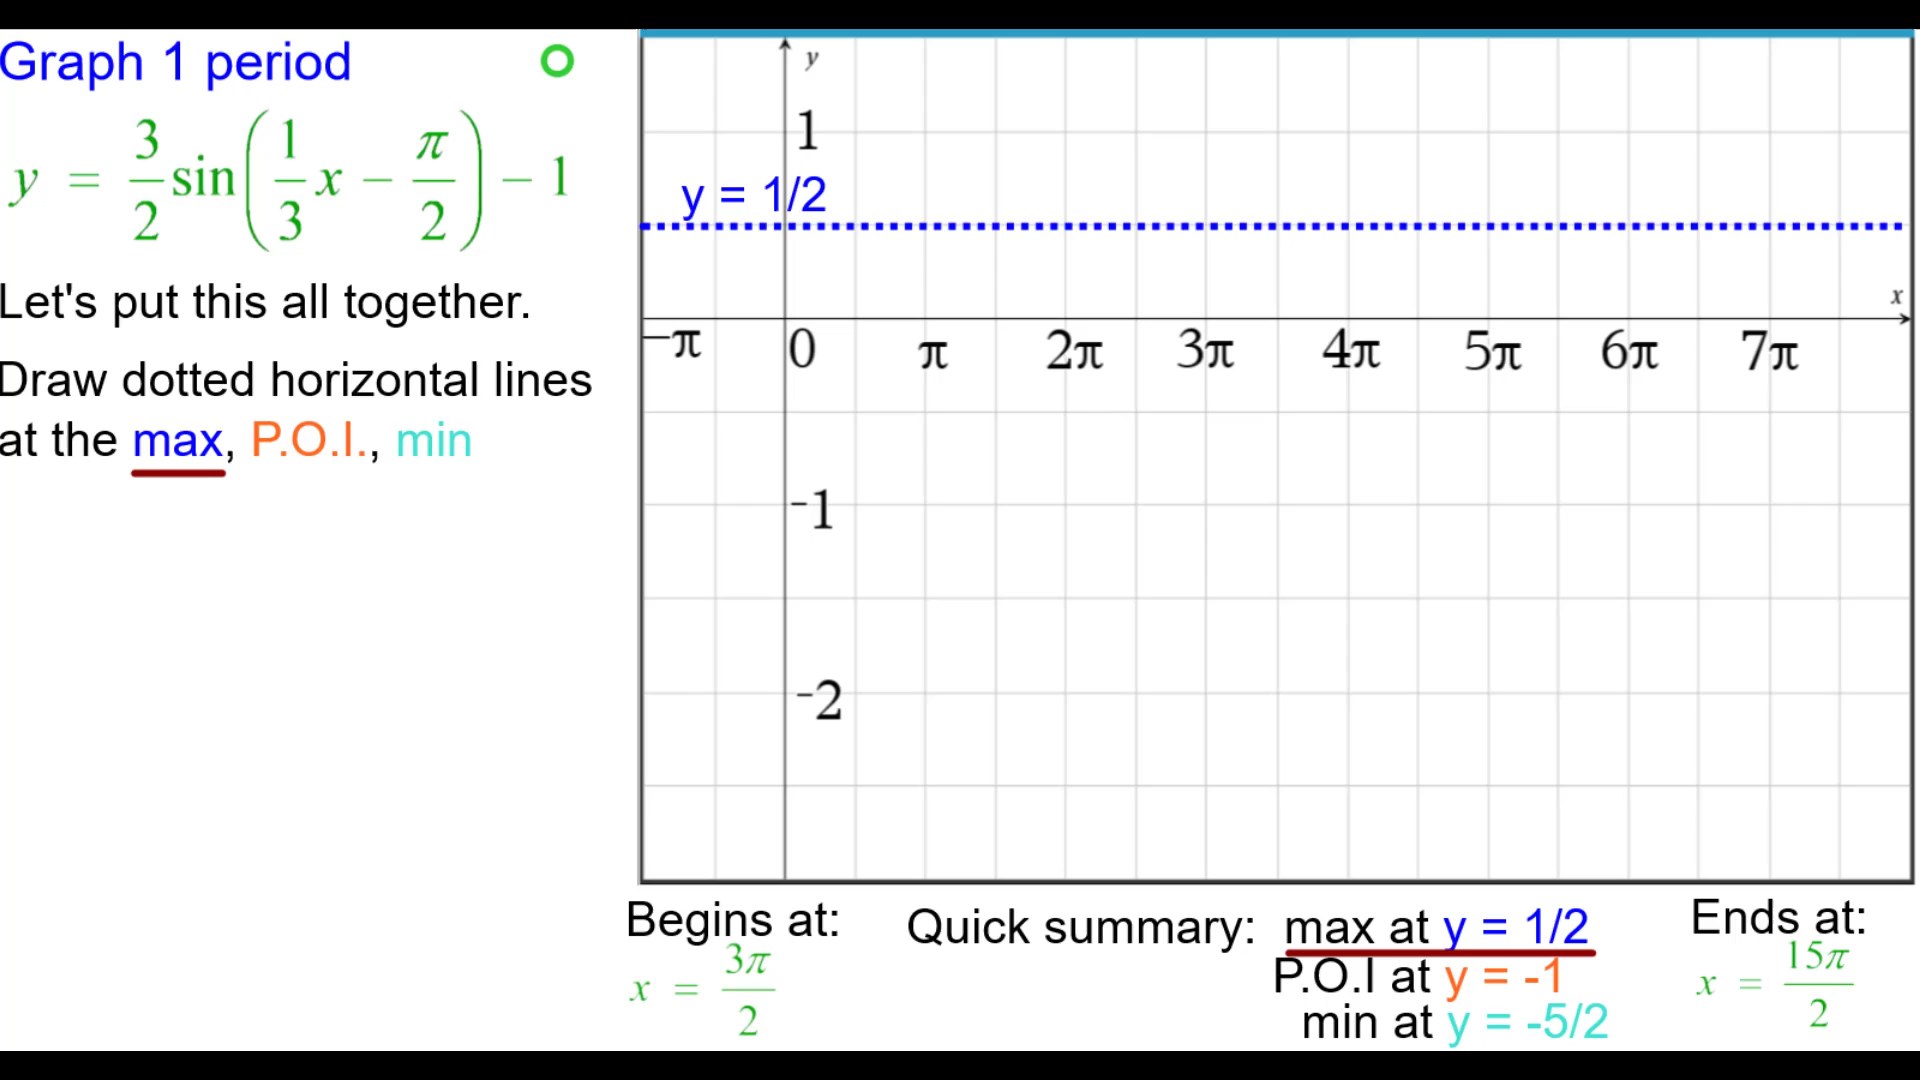 Graph 1 period
y = 3/2 sin(1/3 x − π/2) − 1
Let's put this all together.
Draw dotted horizontal lines
at the max, P.O.I., min
y
1
y = 1/2
x
−π 0 π 2π 3π 4π 5π 6π 7π
-1
-2
Begins at:
x = 3π/2
Quick summary: max at y = 1/2
P.O.I at y = -1
min at y = -5/2
Ends at:
x = 15π/2